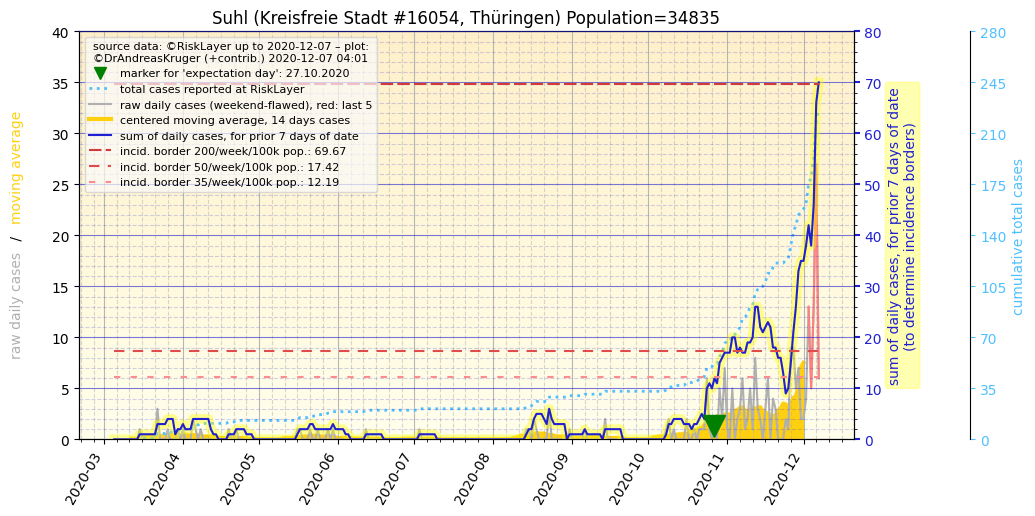 Suhl (Kreisfreie Stadt #16054, Thüringen) Population=34835
source data: ©RiskLayer up to 2020-12-07 – plot:
©DrAndreasKruger (+contrib.) 2020-12-07 04:01
marker for 'expectation day': 27.10.2020
total cases reported at RiskLayer
raw daily cases (weekend-flawed), red: last 5
centered moving average, 14 days cases
sum of daily cases, for prior 7 days of date
incid. border 200/week/100k pop.: 69.67
incid. border 50/week/100k pop.: 17.42
incid. border 35/week/100k pop.: 12.19
raw daily cases / moving average
40
35
30
25
20
15
10
5
0
2020-03
2020-04
2020-05
2020-06
2020-07
2020-08
2020-09
2020-10
2020-11
2020-12
80
70
60
50
40
30
20
10
0
sum of daily cases, for prior 7 days of date
(to determine incidence borders)
280
245
210
175
140
105
70
35
0
cumulative total cases